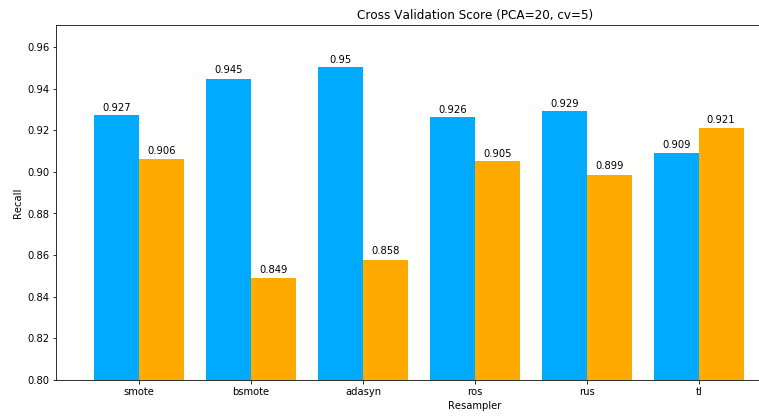 Cross Validation Score (PCA=20, cv=5)
0.96
0.94
0.92
0.90
0.88
0.86
0.84
0.82
0.80
Recall
0.927
0.906
0.945
0.849
0.95
0.858
0.926
0.905
0.929
0.899
0.909
0.921
smote
bsmote
adasyn
ros
rus
tl
Resampler